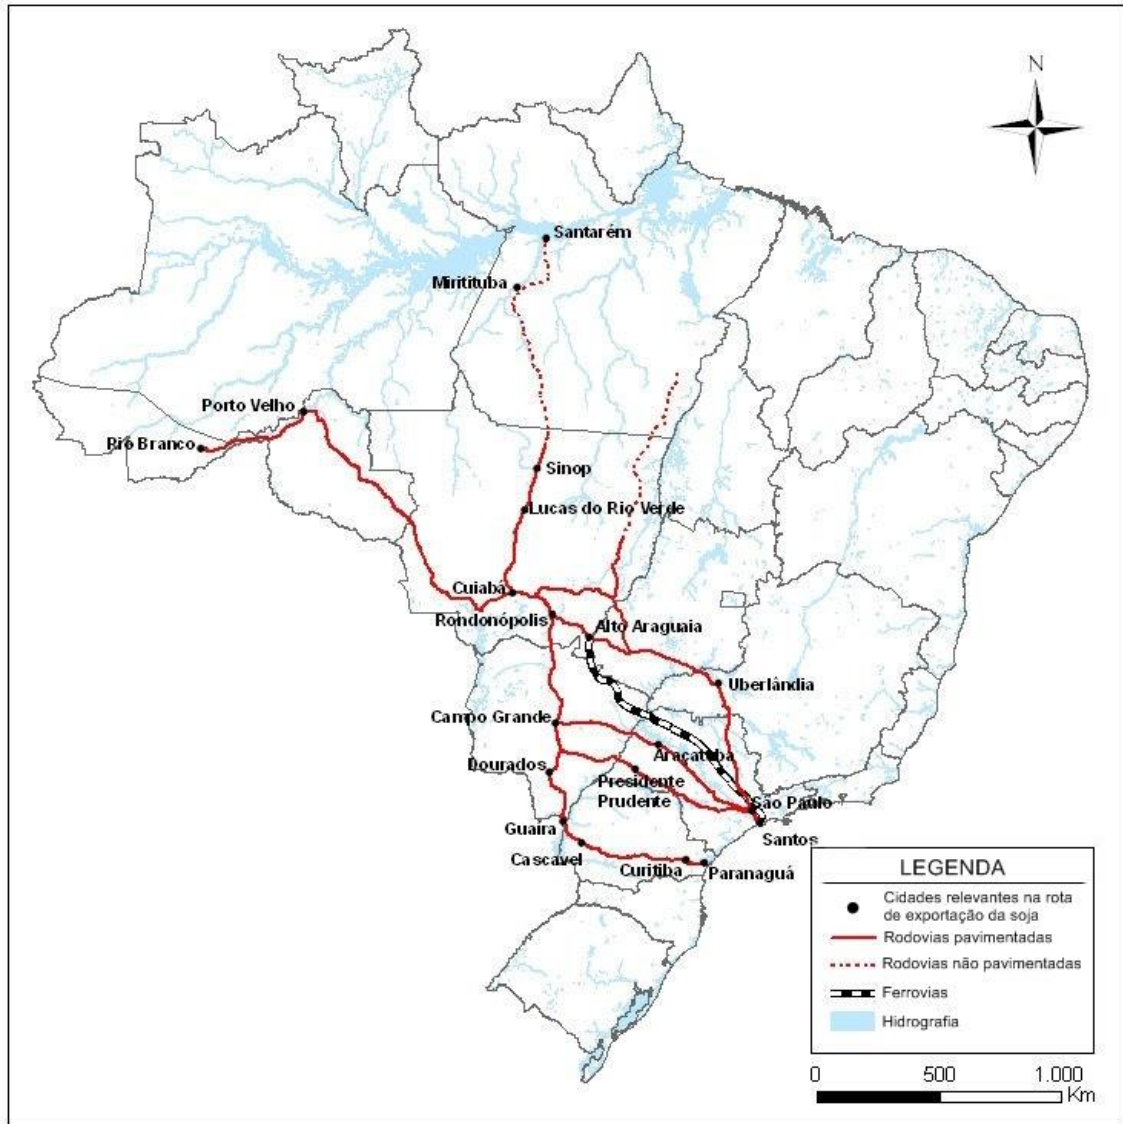 N
Santarém
Miritituba
Porto Velho
Rio Branco
Sinop
Lucas do Rio Verde
Cuiabá
Rondonópolis
Alto Araguaia
Uberlândia
Campo Grande
Araçatuba
Dourados
Presidente
Prudente
São Paulo
Guaíra
Santos
Cascavel
Curitiba
Paranaguá
LEGENDA
Cidades relevantes na rota
de exportação da soja
Rodovias pavimentadas
Rodovias não pavimentadas
Ferrovias
Hidrografia
0 500 1.000
Km